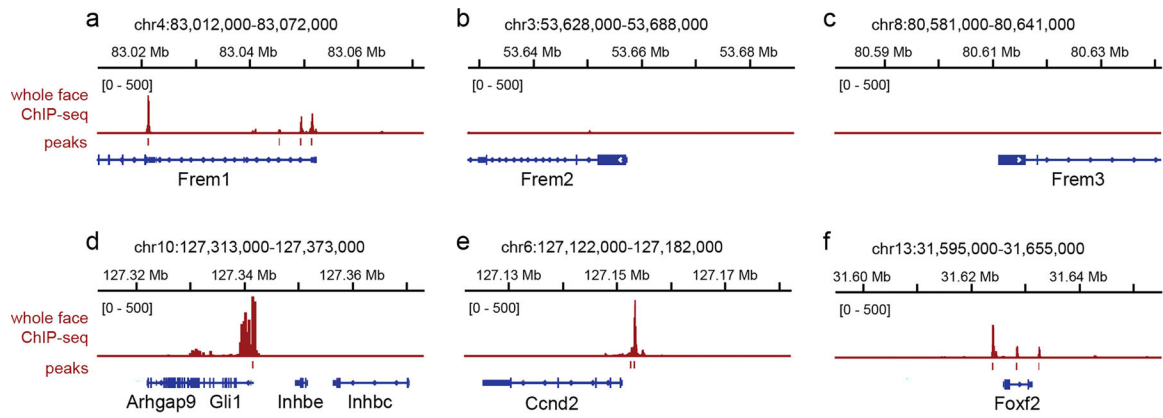 a chr4:83,012,000-83,072,000
83.02 Mb 83.04 Mb 83.06 Mb
[0 - 500]
whole face
ChIP-seq
peaks
Frem1
b chr3:53,628,000-53,688,000
53.64 Mb 53.66 Mb 53.68 Mb
[0 - 500]
Frem2
c chr8:80,581,000-80,641,000
80.59 Mb 80.61 Mb 80.63 Mb
[0 - 500]
Frem3
d chr10:127,313,000-127,373,000
127.32 Mb 127.34 Mb 127.36 Mb
[0 - 500]
whole face
ChIP-seq
peaks
Arhgap9 Gli1 Inhbe Inhbc
e chr6:127,122,000-127,182,000
127.13 Mb 127.15 Mb 127.17 Mb
[0 - 500]
Ccnd2
f chr13:31,595,000-31,655,000
31.60 Mb 31.62 Mb 31.64 Mb
[0 - 500]
Foxf2